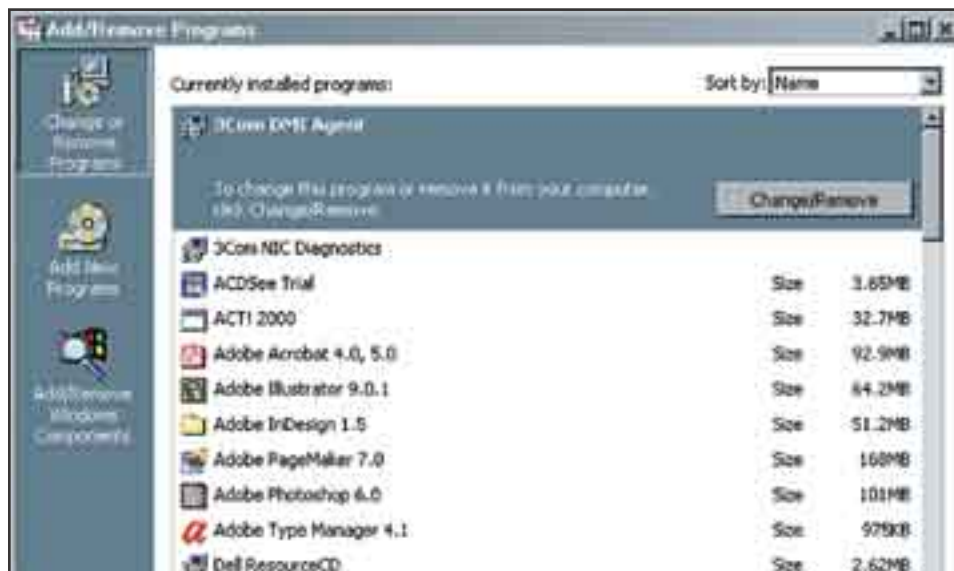 Add/Remove Programs
Currently installed programs:
Sort by: Name
Change or
Remove
Programs
3Com DMI Agent
To change this program or remove it from your computer,
click Change/Remove.
Change/Remove
Add New
Programs
Add/Remove
Windows
Components
3Com NIC Diagnostics
ACDSee Trial Size 3.65MB
ACT! 2000 Size 32.7MB
Adobe Acrobat 4.0, 5.0 Size 92.9MB
Adobe Illustrator 9.0.1 Size 64.2MB
Adobe InDesign 1.5 Size 51.2MB
Adobe PageMaker 7.0 Size 168MB
Adobe Photoshop 6.0 Size 101MB
Adobe Type Manager 4.1 Size 975KB
Dell ResourceCD Size 2.62MB